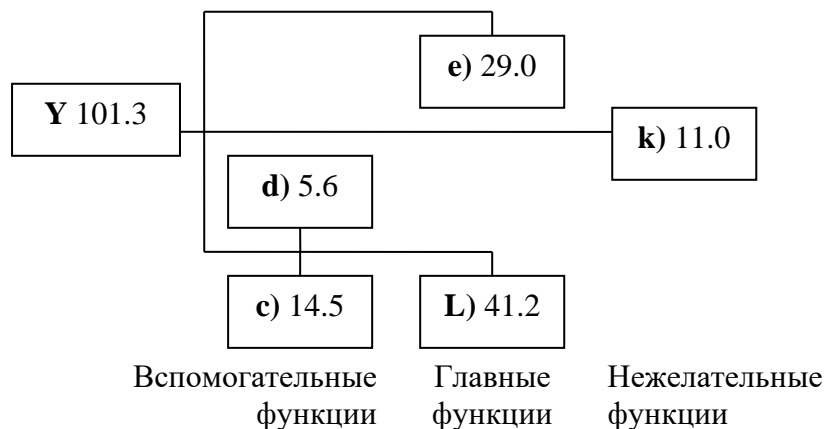 e) 29.0
Y 101.3
k) 11.0
d) 5.6
c) 14.5
L) 41.2
Вспомогательные
функции
Главные
функции
Нежелательные
функции